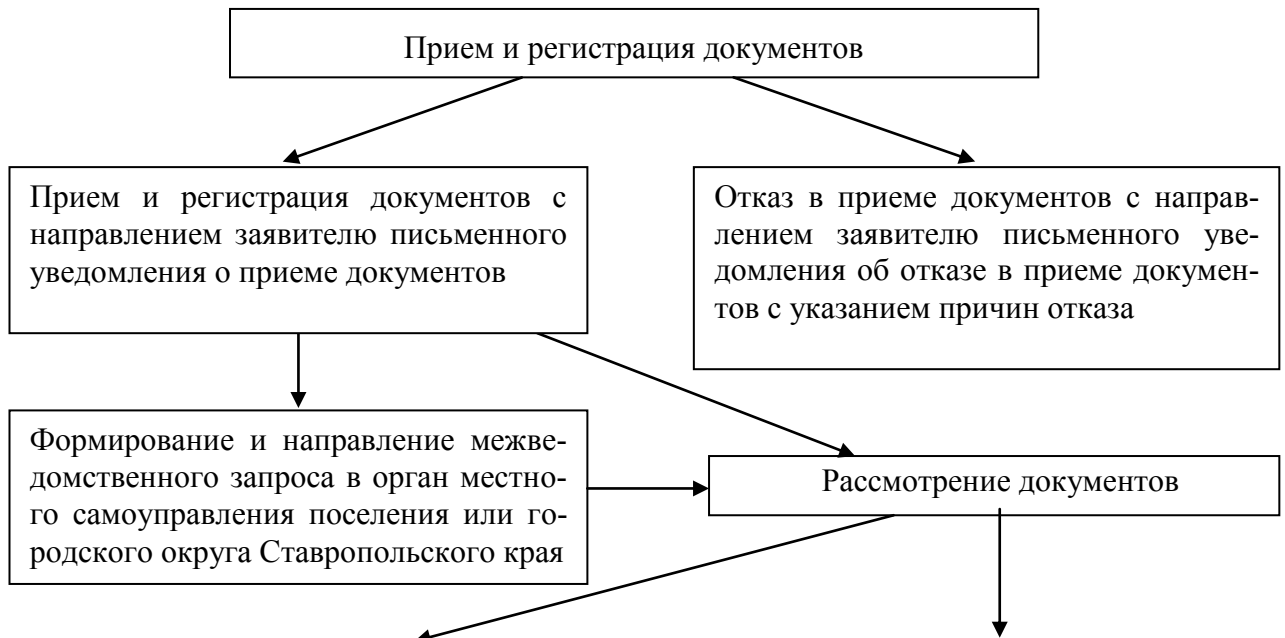 Прием и регистрация документов
Прием и регистрация документов с
направлением заявителю письменного
уведомления о приеме документов
Отказ в приеме документов с направ-
лением заявителю письменного уве-
домления об отказе в приеме докумен-
тов с указанием причин отказа
Формирование и направление межве-
домственного запроса в орган местно-
го самоуправления поселения или го-
родского округа Ставропольского края
Рассмотрение документов